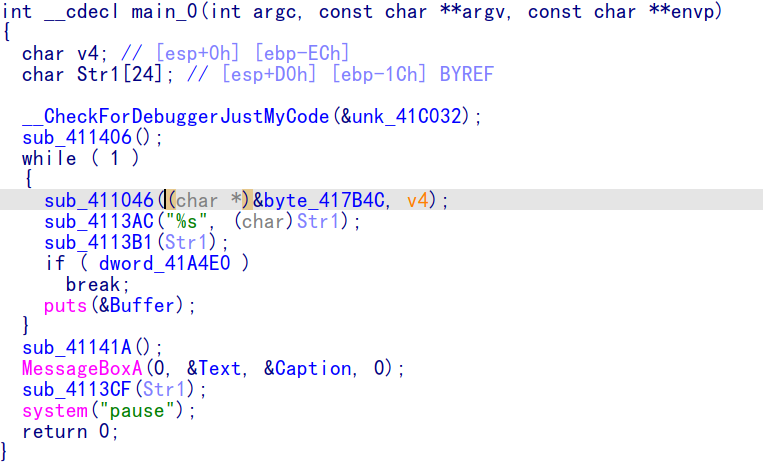 int __cdecl main_0(int argc, const char **argv, const char **envp)
{
char v4; // [esp+0h] [ebp-ECh]
char Str1[24]; // [esp+D0h] [ebp-1Ch] BYREF
__CheckForDebuggerJustMyCode(&unk_41C032);
sub_411406();
while ( 1 )
{
sub_411046((char *)&byte_417B4C, v4);
sub_4113AC("%s", (char)Str1);
sub_4113B1(Str1);
if ( dword_41A4E0 )
break;
puts(&Buffer);
}
sub_41141A();
MessageBoxA(0, &Text, &Caption, 0);
sub_4113CF(Str1);
system("pause");
return 0;
}